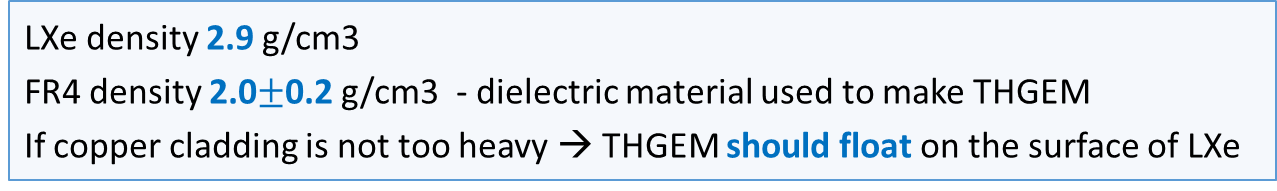 LXe density 2.9 g/cm3
FR4 density 2.0±0.2 g/cm3 - dielectric material used to make THGEM
If copper cladding is not too heavy → THGEM should float on the surface of LXe